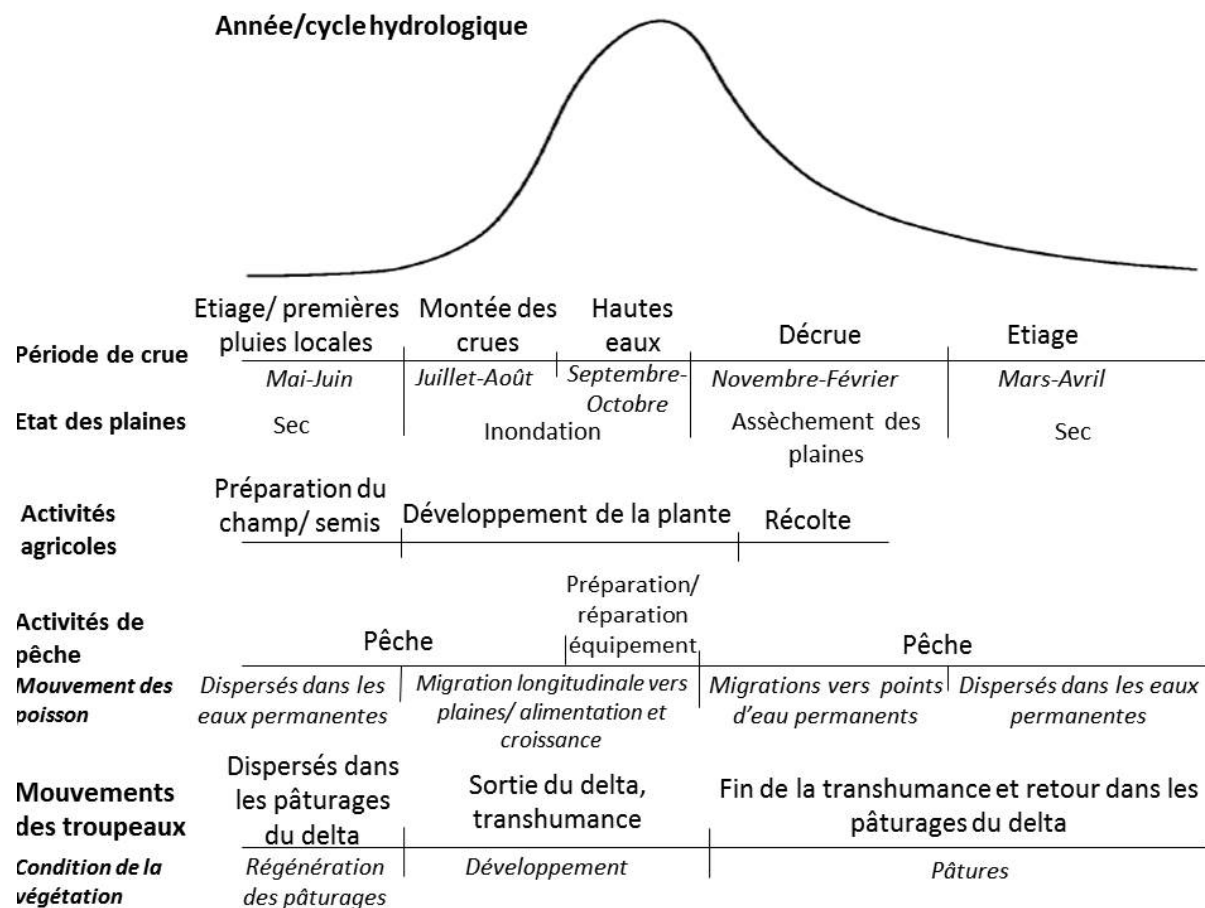 Année/cycle hydrologique
Etiage/ premières
pluies locales
Montée des
crues
Hautes
eaux
Décrue
Etiage
Période de crue
Mai-Juin
Juillet-Août
Septembre-
Octobre
Novembre-Février
Mars-Avril
Etat des plaines
Sec
Inondation
Assèchement des
plaines
Sec
Activités
agricoles
Préparation du
champ/ semis
Développement de la plante
Récolte
Activités de
pêche
Pêche
Préparation/
réparation
équipement
Pêche
Mouvement des
poisson
Dispersés dans les
eaux permanentes
Migration longitudinale vers
plaines/ alimentation et
croissance
Migrations vers points
d'eau permanents
Dispersés dans les eaux
permanentes
Mouvements
des troupeaux
Dispersés dans
les pâturages
du delta
Sortie du delta,
transhumance
Fin de la transhumance et retour dans les
pâturages du delta
Condition de la
végétation
Régénération
des pâturages
Développement
Pâtures